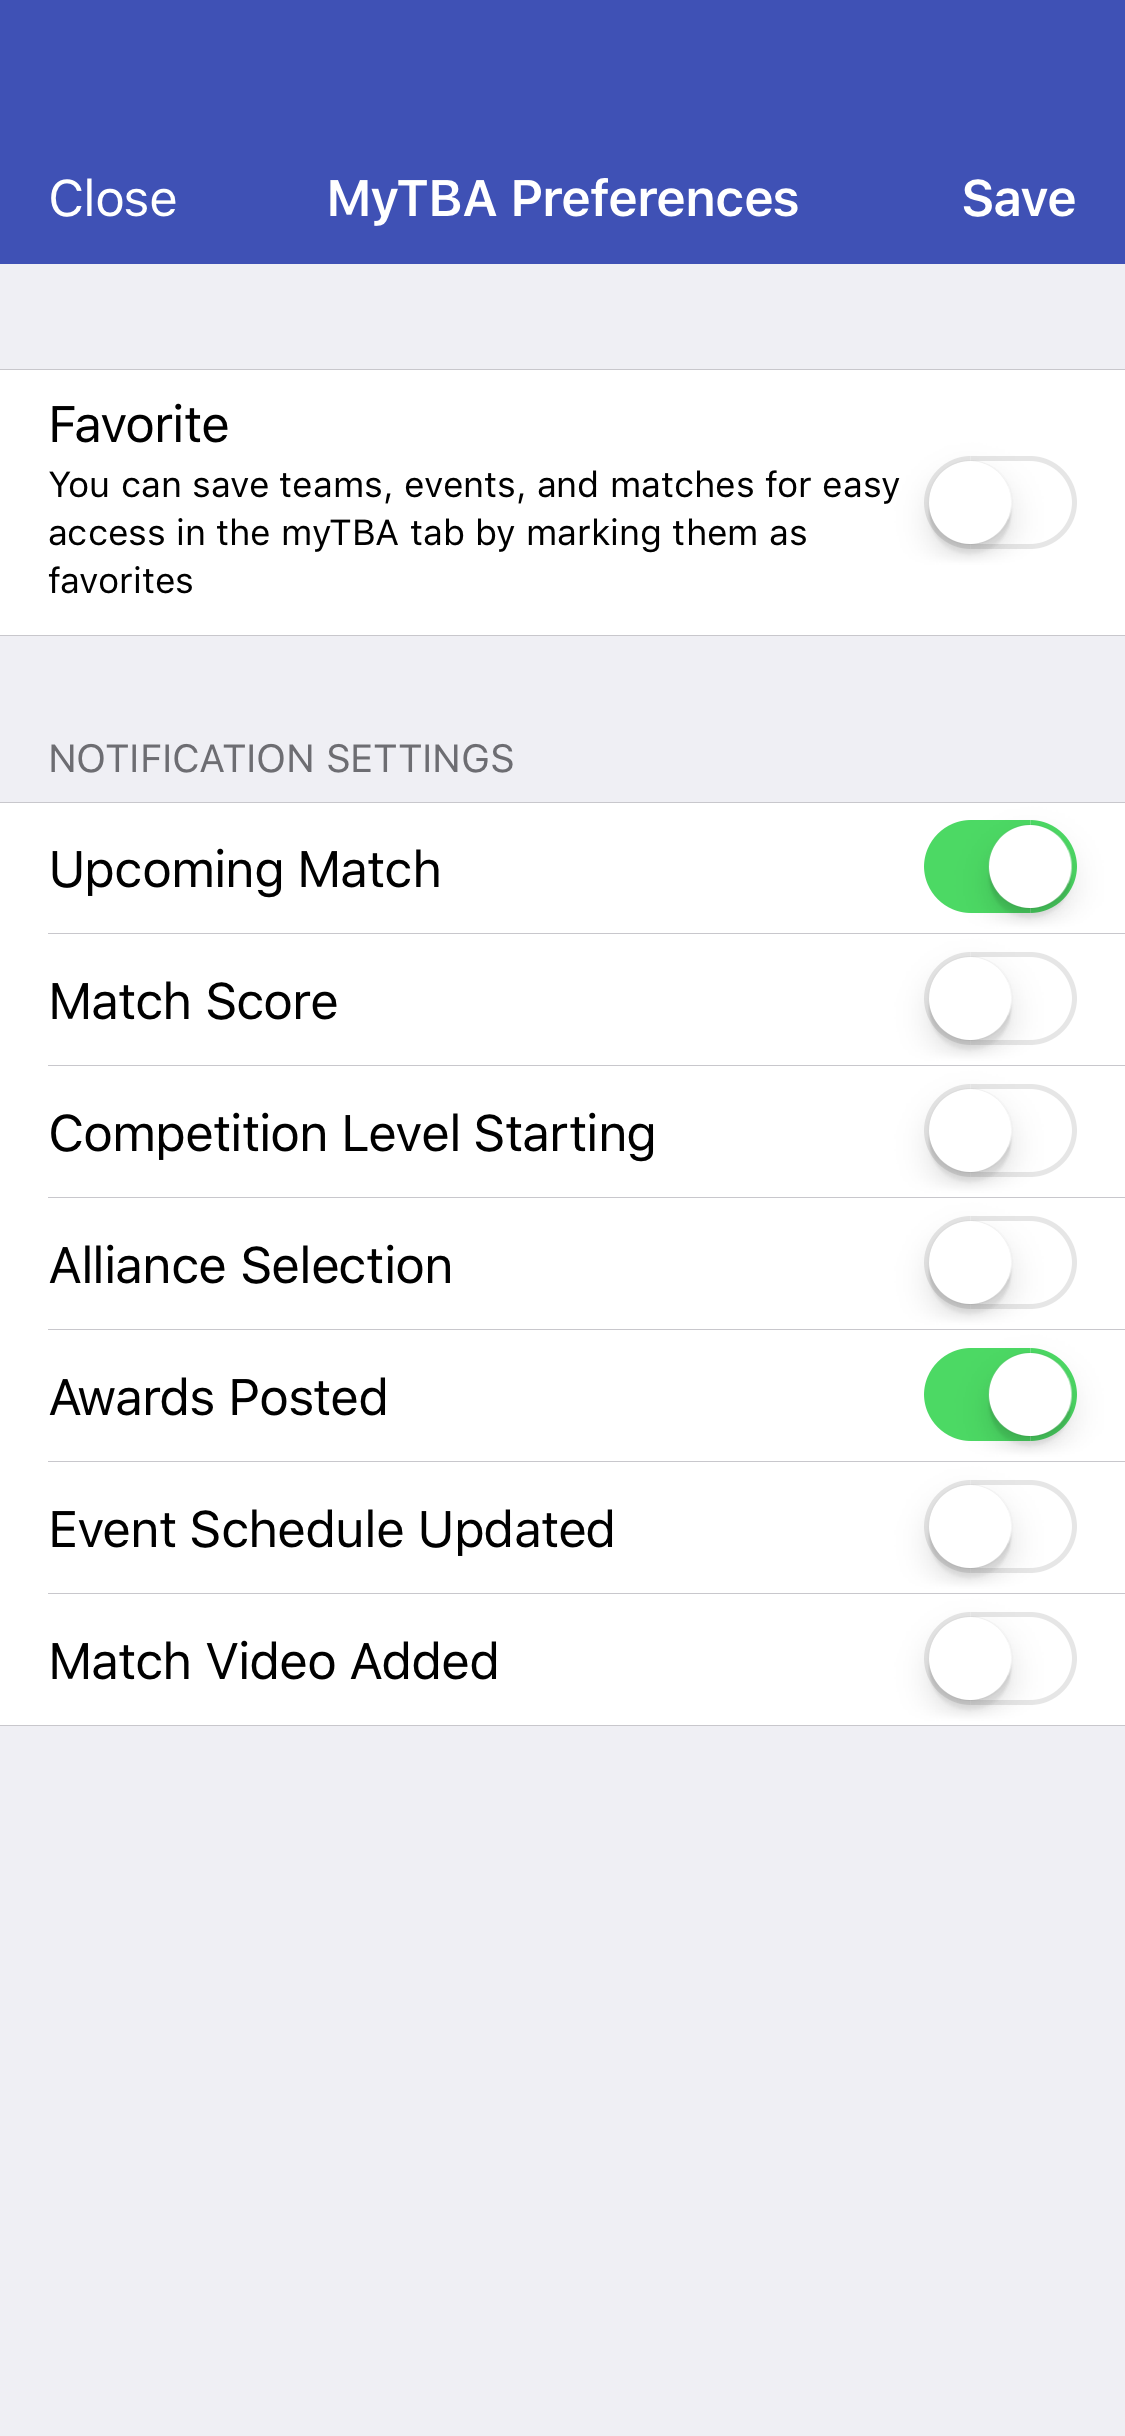 Close MyTBA Preferences Save
Favorite
You can save teams, events, and matches for easy
access in the myTBA tab by marking them as
favorites
NOTIFICATION SETTINGS
Upcoming Match
Match Score
Competition Level Starting
Alliance Selection
Awards Posted
Event Schedule Updated
Match Video Added